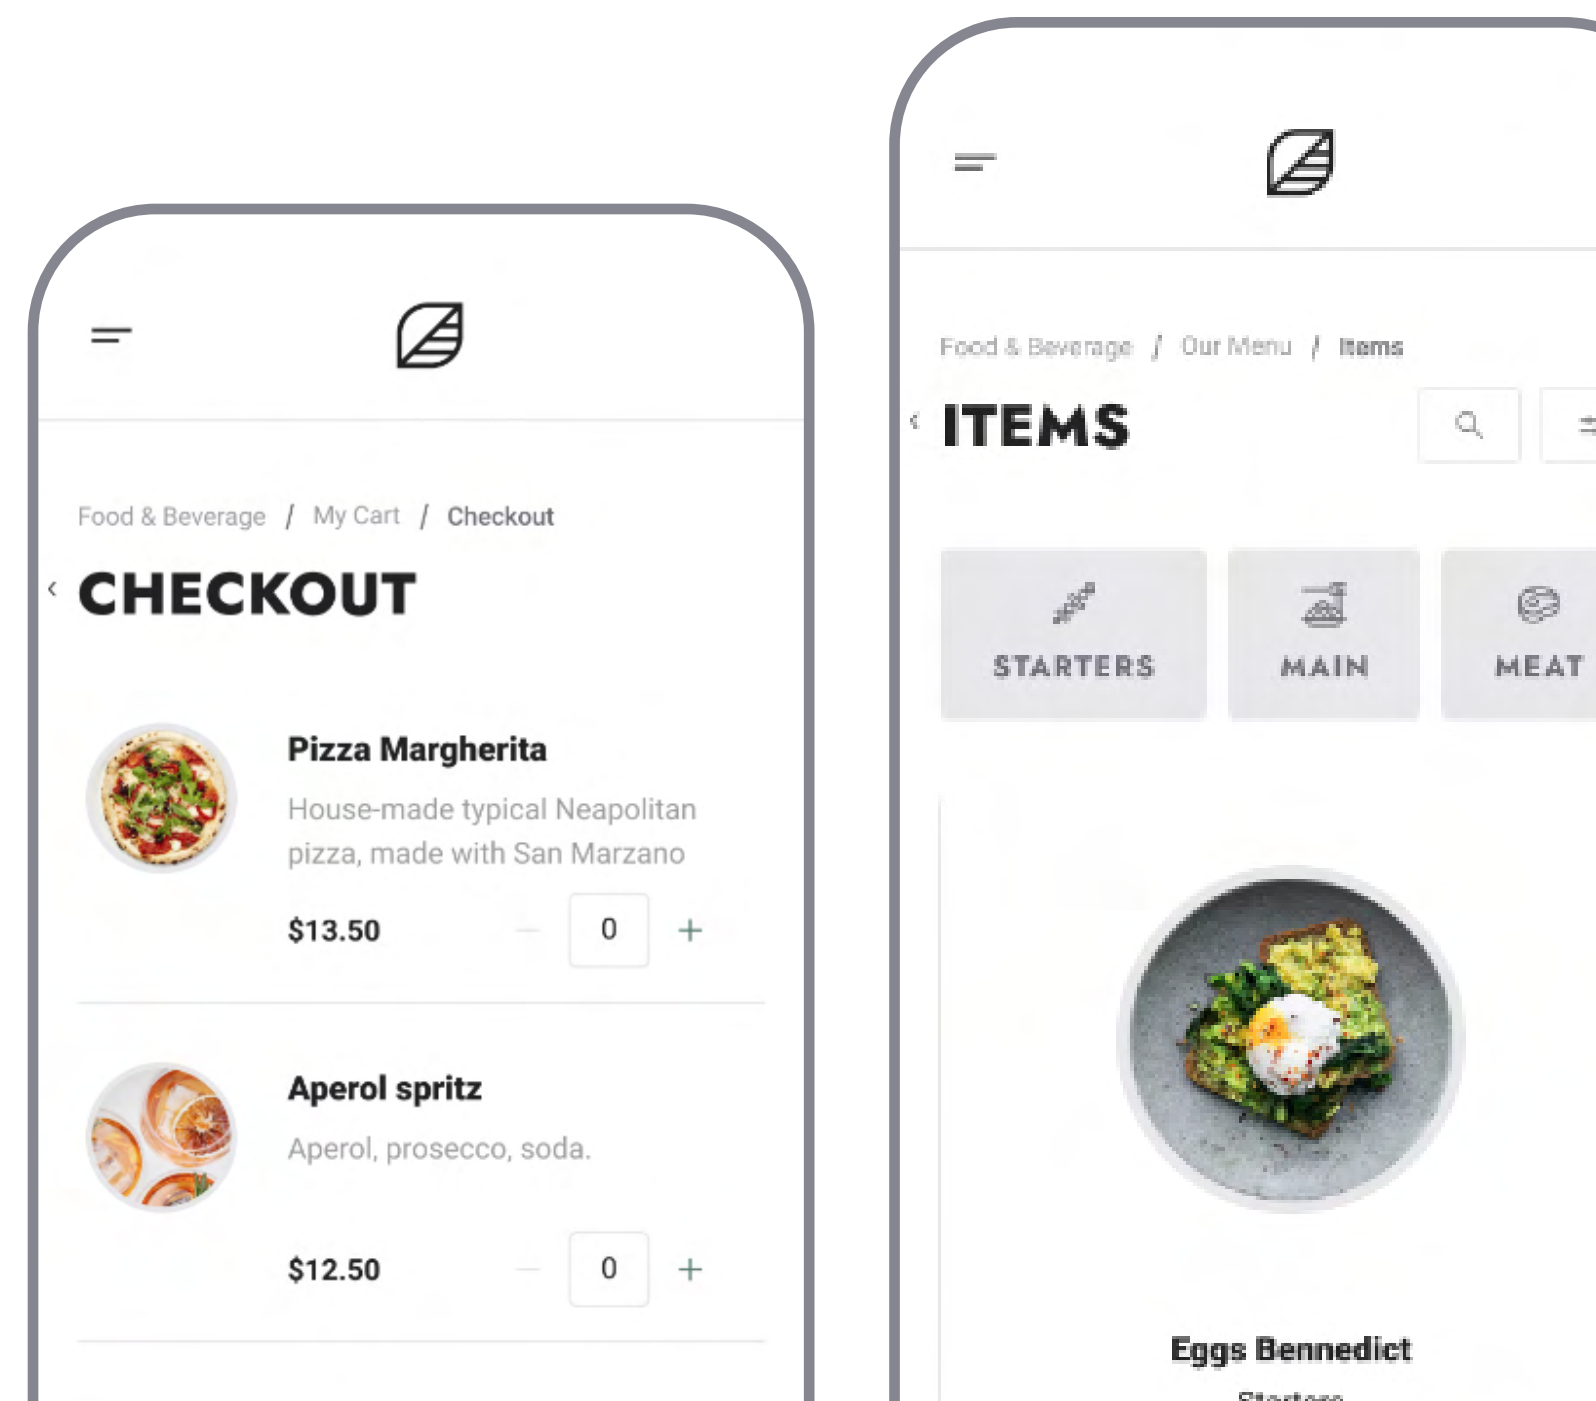 Food & Beverage / My Cart / Checkout
CHECKOUT
Pizza Margherita
House-made typical Neapolitan
pizza, made with San Marzano
$13.50
0
Aperol spritz
Aperol, prosecco, soda.
$12.50
0
Food & Beverage / Our Menu / Items
ITEMS
STARTERS
MAIN
MEAT
Eggs Bennedict
Starters